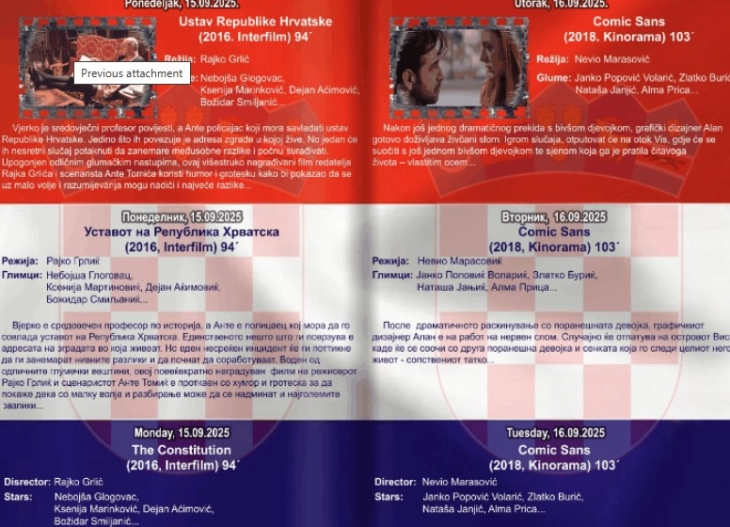 Ponedeljak, 15.09.2025.
Ustav Republike Hrvatske
(2016. Interfilm) 94´
Režija: Rajko Grlić
Previous attachment
Nebojša Glogovac,
Ksenija Marinković, Dejan Aćimović,
Božidar Smiljanić...
Vjerko je sredovječni profesor povijesti, a Ante policajac koji mora savladati ustav
Republike Hrvatske. Jedino što ih povezuje je adresa zgrade u kojoj žive. No jedan će
ih nesretni slučaj potaknuti da zanemare međusobne razlike i počnu surađivati.
Upogonjen odličnim glumačkim nastupima, ovaj višestruko nagrađivani film redatelja
Rajka Grlića i scenarista Ante Tomića koristi humor i grotesku kako bi pokazao da se
uz malo volje i razumijevanja mogu nadići i najveće razlike...
Utorak, 16.09.2025.
Comic Sans
(2018. Kinorama) 103´
Režija: Nevio Marasović
Glume: Janko Popović Volarić, Zlatko Burić
Nataša Janjić, Alma Prica...
Nakon još jednog dramatičnog prekida s bivšom djevojkom, grafički dizajner Alan
gotovo doživljava živčani slom. Igrom slučaja, otputovat će na otok Vis, gdje će se
suočiti s još jednom bivšom djevojkom te sjenom koja ga je pratila čitavoga
života – vlastitim ocem...
Понеделник, 15.09.2025
Уставот на Република Хрватска
(2016, Interfilm) 94´
Режија: Рајко Грлиќ
Глимци: Небојша Глоговац,
Ксенија Мартиновиќ, Дејан Аќимовиќ,
Божидар Смиљаниќ...
Вјерко е средовечен професор по историја, а Анте е полицаец кој мора да го
совлада уставот на Република Хрватска. Единственото нешто што ги поврзува е
адресата на зградата во која живеат. Но еден несреќен инцидент ќе ги поттикне
да ги занемарат нивните разлики и да почнат да соработуваат. Воден од
одличните глумечки вештини, овој повеќекратно награduван филм на режисерот
Рајко Грлиќ и сценаристот Анте Томиќ е проткаен со хумор и гротеска за да
покаже дека со малку волја и разбирање може да се надминат и најголемите
разлики...
Вторник, 16.09.2025
Comic Sans
(2018, Kinorama) 103´
Режија: Невио Марасовиќ
Глимци: Јанко Поповиќ Воларик, Златко Буриќ,
Наташа Јањиќ, Алма Прица...
После драматичното раскинување со поранешната девојка, графичкиот
дизајнер Алан е на работ на нервен слом. Случајно ќе отпатува на островот Вис
каде ќе се соочи со друга поранешна девојка и сенката која го следи целиот него
живот - сопствениот татко...
Monday, 15.09.2025
The Constitution
(2016, Interfilm) 94´
Disrector: Rajko Grlić
Stars: Nebojša Glogovac,
Ksenija Marinković, Dejan Aćimović,
Božidar Smiljanić...
Tuesday, 16.09.2025
Comic Sans
(2018, Kinorama) 103´
Director: Nevio Marasović
Stars: Janko Popović Volarić, Zlatko Burić,
Nataša Janjić, Alma Prica...